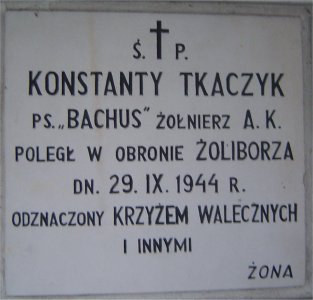 Ś. P.
KONSTANTY TKACZYK
PS. „BACHUS" ŻOŁNIERZ A. K.
POLEGŁ W OBRONIE ŻOLIBORZA
DN. 29. IX. 1944 R.
ODZNACZONY KRZYŻEM WALECZNYCH
I INNYMI
ŻONA